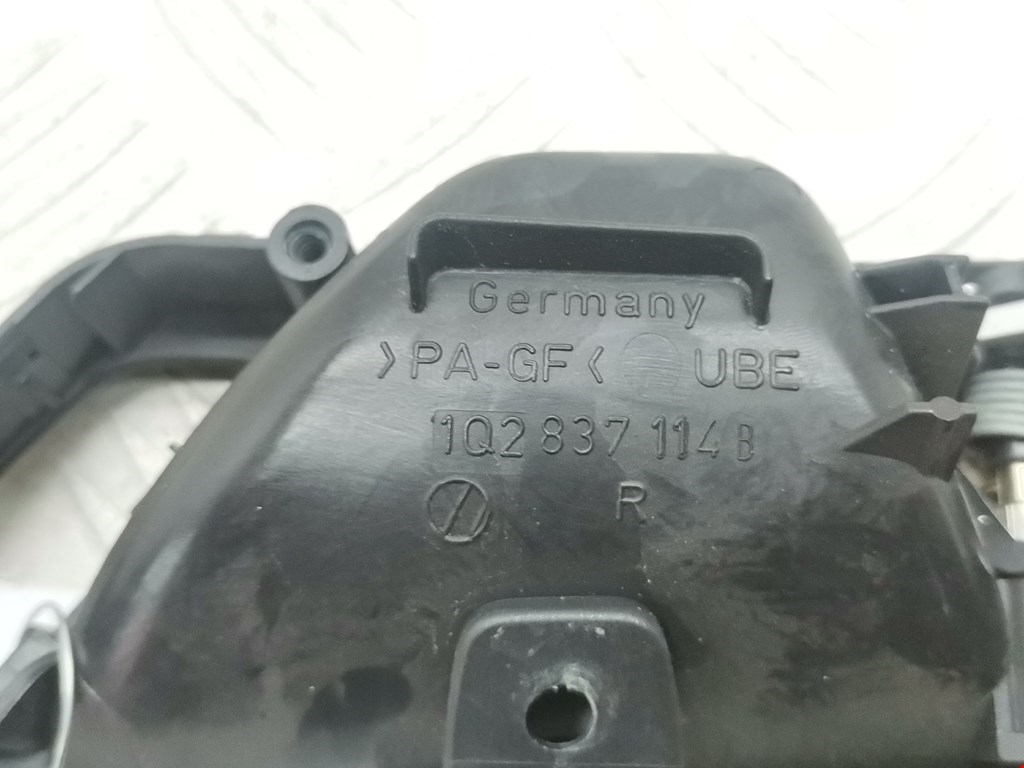 Germany
>PA-GF< UBE
1Q2 837 114 B
R